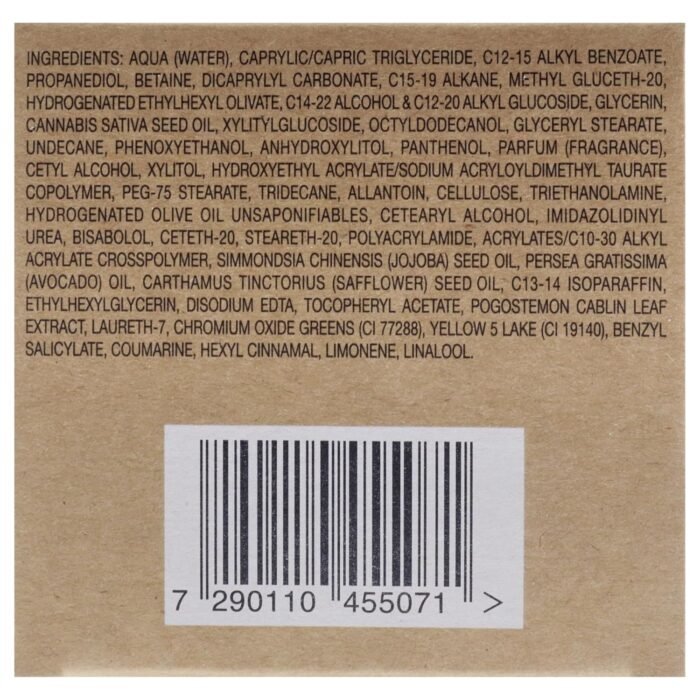 INGREDIENTS: AQUA (WATER), CAPRYLIC/CAPRIC TRIGLYCERIDE, C12-15 ALKYL BENZOATE,
PROPANEDIOL, BETAINE, DICAPRYLYL CARBONATE, C15-19 ALKANE, METHYL GLUCETH-20,
HYDROGENATED ETHYLHEXYL OLIVATE, C14-22 ALCOHOL & C12-20 ALKYL GLUCOSIDE, GLYCERIN,
CANNABIS SATIVA SEED OIL, XYLITYLGLUCOSIDE, OCTYLDODECANOL, GLYCERYL STEARATE,
UNDECANE, PHENOXYETHANOL, ANHYDROXYLITOL, PANTHENOL, PARFUM (FRAGRANCE),
CETYL ALCOHOL, XYLITOL, HYDROXYETHYL ACRYLATE/SODIUM ACRYLOYLDIMETHYL TAURATE
COPOLYMER, PEG-75 STEARATE, TRIDECANE, ALLANTOIN, CELLULOSE, TRIETHANOLAMINE,
HYDROGENATED OLIVE OIL UNSAPONIFIABLES, CETEARYL ALCOHOL, IMIDAZOLIDINYL
UREA, BISABOLOL, CETETH-20, STEARETH-20, POLYACRYLAMIDE, ACRYLATES/C10-30 ALKYL
ACRYLATE CROSSPOLYMER, SIMMONDSIA CHINENSIS (JOJOBA) SEED OIL, PERSEA GRATISSIMA
(AVOCADO) OIL, CARTHAMUS TINCTORIUS (SAFFLOWER) SEED OIL, C13-14 ISOPARAFFIN,
ETHYLHEXYLGLYCERIN, DISODIUM EDTA, TOCOPHERYL ACETATE, POGOSTEMON CABLIN LEAF
EXTRACT, LAURETH-7, CHROMIUM OXIDE GREENS (CI 77288), YELLOW 5 LAKE (CI 19140), BENZYL
SALICYLATE, COUMARINE, HEXYL CINNAMAL, LIMONENE, LINALOOL.
7 290110 455071 >